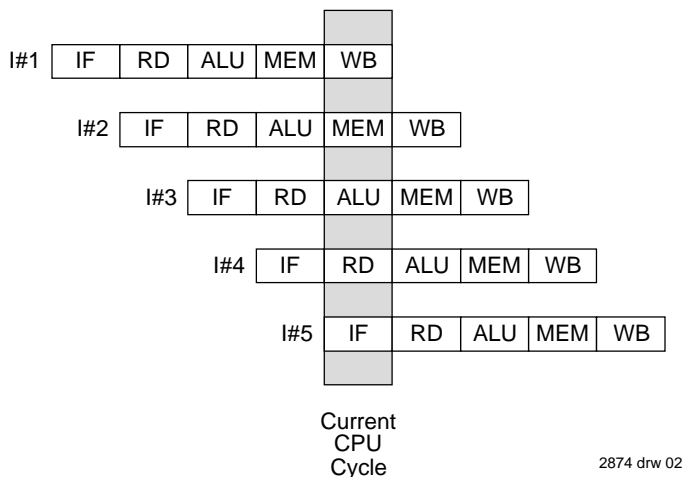 I#1 IF RD ALU MEM WB
I#2 IF RD ALU MEM WB
I#3 IF RD ALU MEM WB
I#4 IF RD ALU MEM WB
I#5 IF RD ALU MEM WB
Current
CPU
Cycle
2874 drw 02